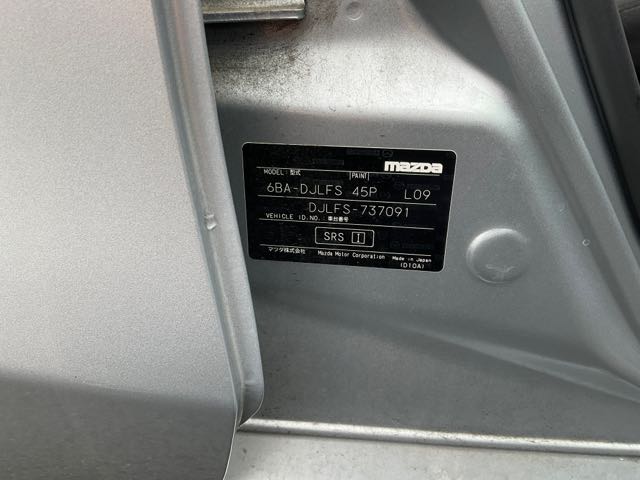 mazda
MODEL:型式 PAINT
6BA-DJLFS 45P L09
DJLFS-737091
VEHICLE I.D.NO. 車台番号
SRS I
マツダ株式会社 Mazda Motor Corporation Made in Japan
(D10A)